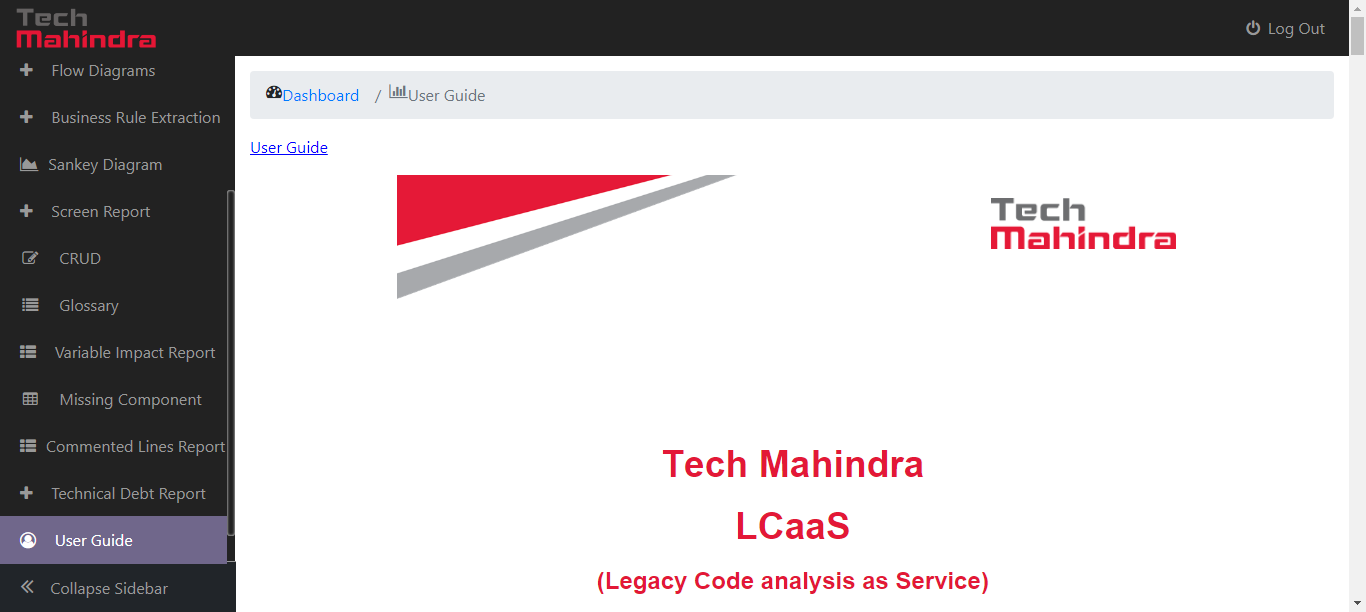 Tech
Mahindra
Log Out
Flow Diagrams
Business Rule Extraction
Sankey Diagram
Screen Report
CRUD
Glossary
Variable Impact Report
Missing Component
Commented Lines Report
Technical Debt Report
User Guide
Collapse Sidebar
Dashboard / User Guide
User Guide
Tech
Mahindra
Tech Mahindra
LCaaS
(Legacy Code analysis as Service)